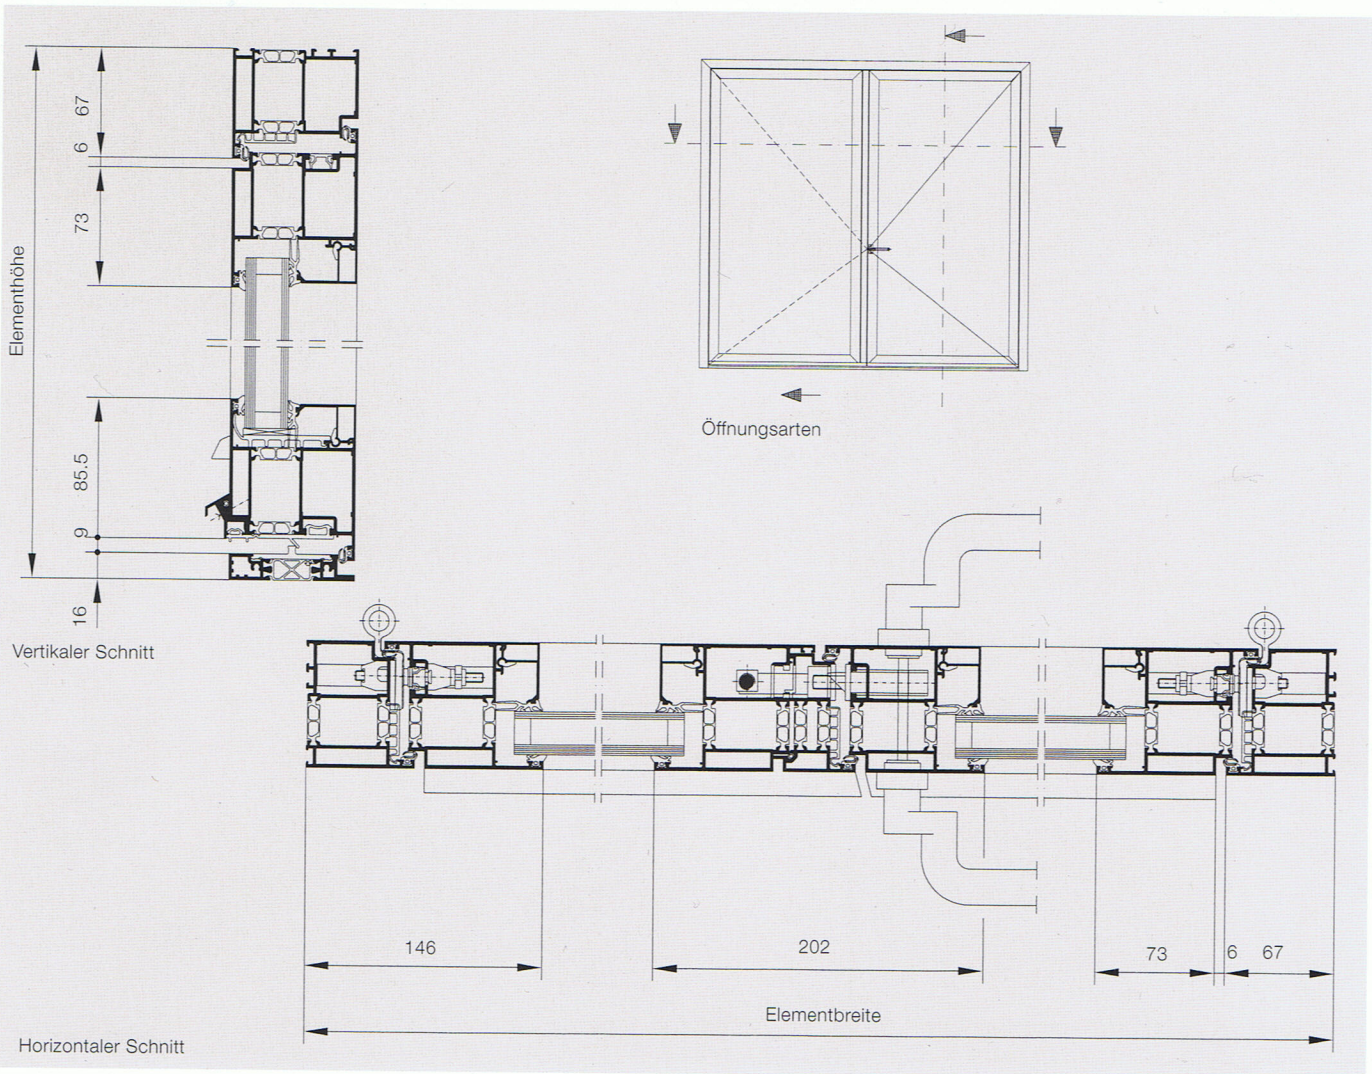 67
6
73
Elementhöhe
85.5
9
16
Vertikaler Schnitt
Öffnungsarten
146
202
73
6
67
Elementbreite
Horizontaler Schnitt